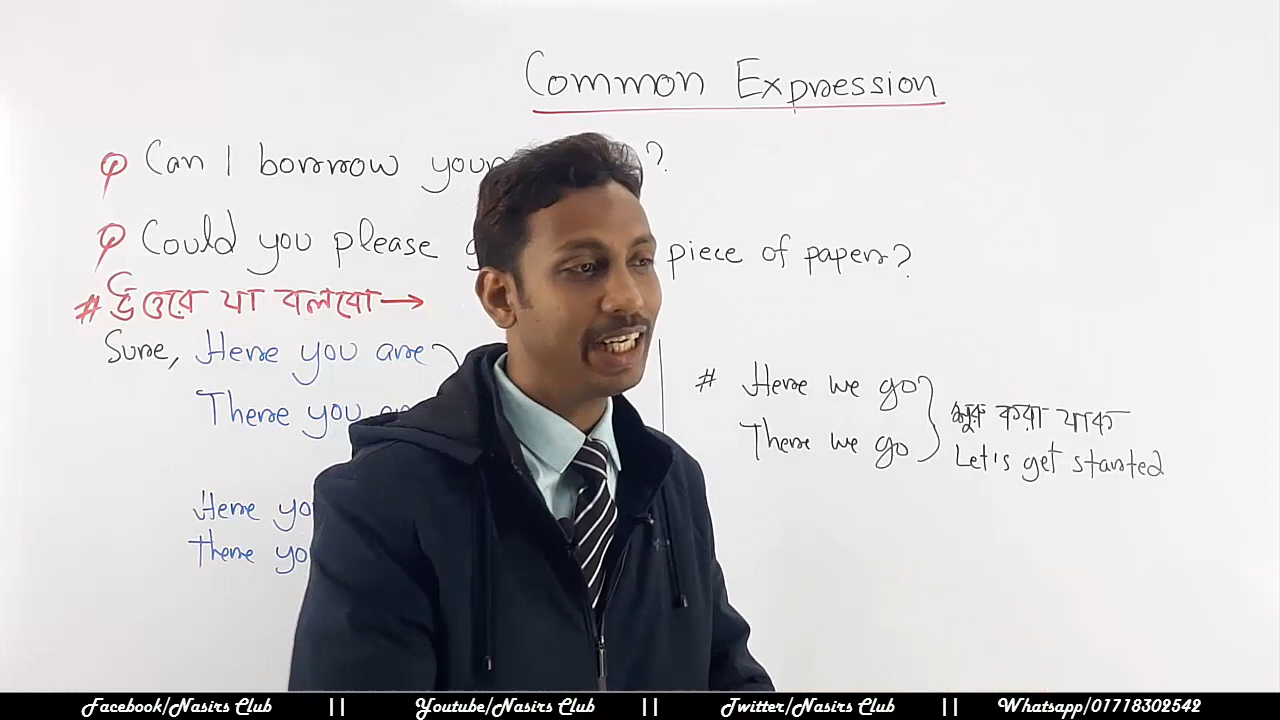 Common Expression
Q Can I borrow your ?
Q Could you please piece of paper?
# উত্তরে যা বলবো →
Sure, Here you are
There you
# Here we go
There we go
শুরু করা যাক
Let's get started
Here
There
Facebook/Nasirs Club || Youtube/Nasirs Club || Twitter/Nasirs Club || Whatsapp/01718302542